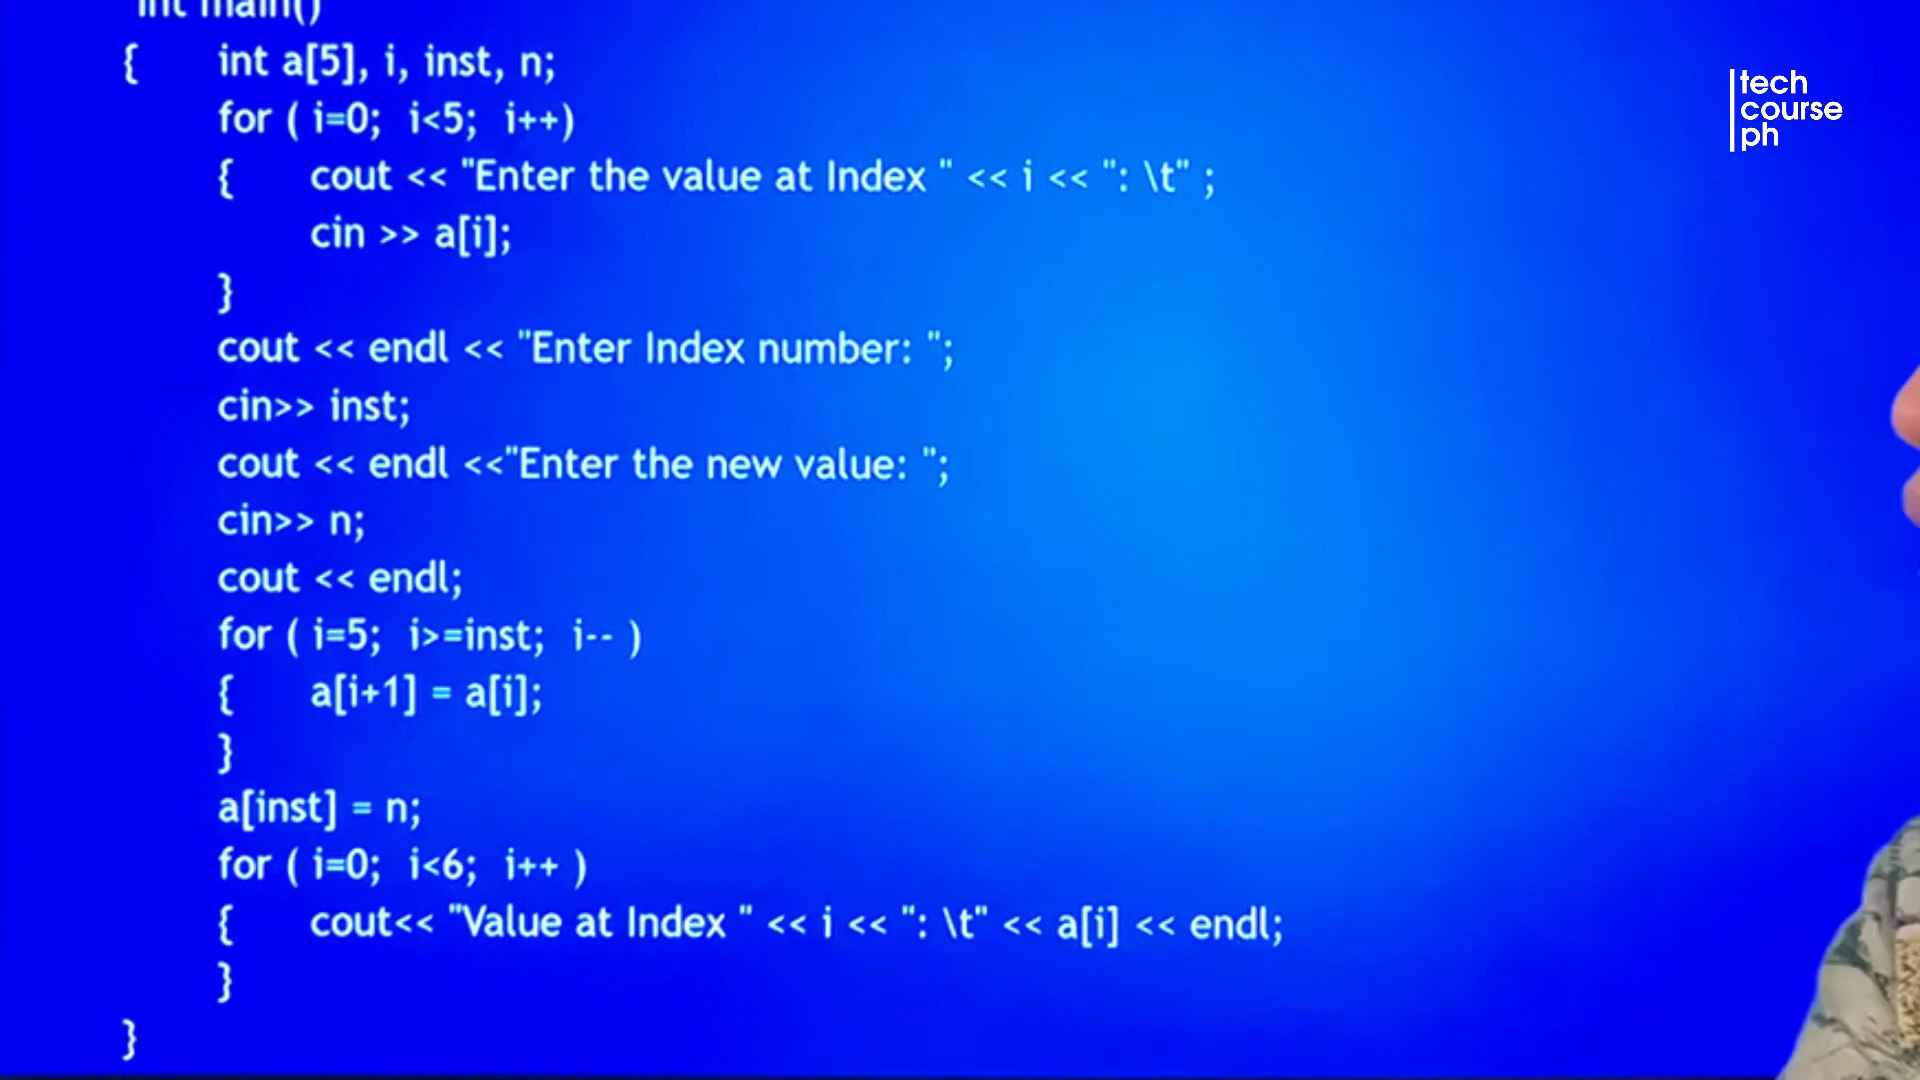 int main()
{ int a[5], i, inst, n;
for ( i=0; i<5; i++)
{ cout << "Enter the value at Index " << i << ": \t" ;
cin >> a[i];
}
cout << endl << "Enter Index number: ";
cin>> inst;
cout << endl <<"Enter the new value: ";
cin>> n;
cout << endl;
for ( i=5; i>=inst; i-- )
{ a[i+1] = a[i];
}
a[inst] = n;
for ( i=0; i<6; i++ )
{ cout<< "Value at Index " << i << ": \t" << a[i] << endl;
}
}
tech
course
ph